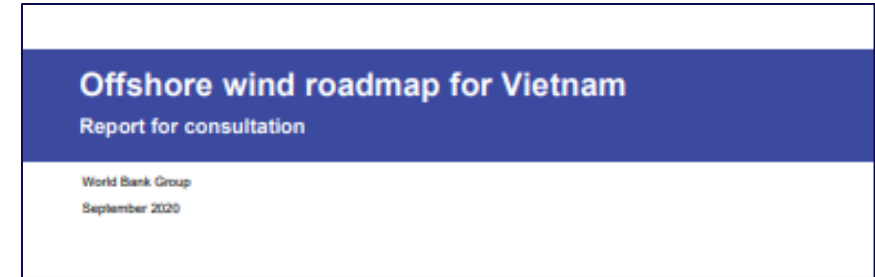 Offshore wind roadmap for Vietnam
Report for consultation
World Bank Group
September 2020